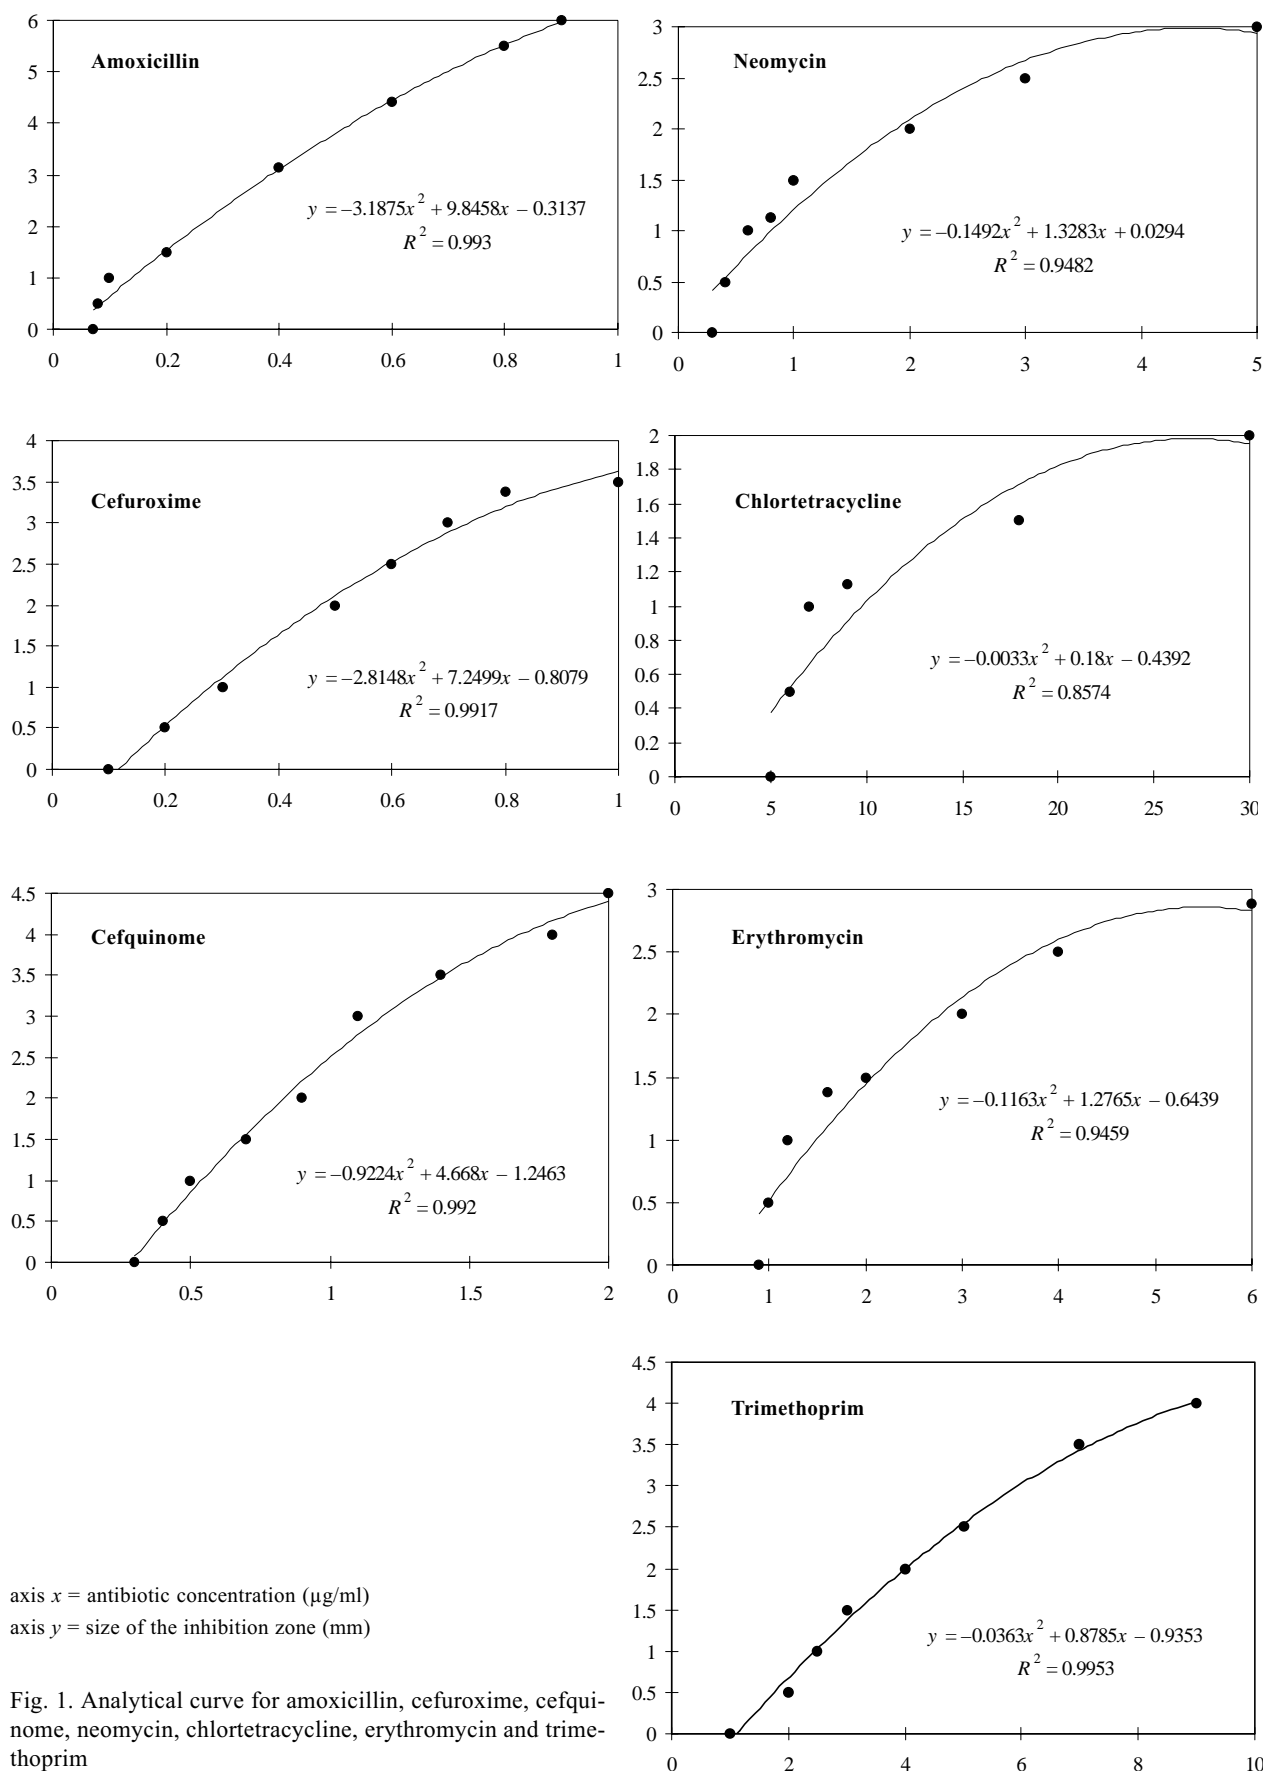 Amoxicillin
6
5
4
3
2
1
0
y = –3.1875x² + 9.8458x – 0.3137
R² = 0.993
0 0.2 0.4 0.6 0.8 1
Neomycin
3
2.5
2
1.5
1
0.5
0
y = –0.1492x² + 1.3283x + 0.0294
R² = 0.9482
0 1 2 3 4 5
Cefuroxime
4
3.5
3
2.5
2
1.5
1
0.5
0
y = –2.8148x² + 7.2499x – 0.8079
R² = 0.9917
0 0.2 0.4 0.6 0.8 1
Chlortetracycline
2
1.8
1.6
1.4
1.2
1
0.8
0.6
0.4
0.2
0
y = –0.0033x² + 0.18x – 0.4392
R² = 0.8574
0 5 10 15 20 25 30
Cefquinome
4.5
4
3.5
3
2.5
2
1.5
1
0.5
0
y = –0.9224x² + 4.668x – 1.2463
R² = 0.992
0 0.5 1 1.5 2
Erythromycin
3
2.5
2
1.5
1
0.5
0
y = –0.1163x² + 1.2765x – 0.6439
R² = 0.9459
0 1 2 3 4 5 6
Trimethoprim
4.5
4
3.5
3
2.5
2
1.5
1
0.5
0
y = –0.0363x² + 0.8785x – 0.9353
R² = 0.9953
0 2 4 6 8 10
axis x = antibiotic concentration (µg/ml)
axis y = size of the inhibition zone (mm)
Fig. 1. Analytical curve for amoxicillin, cefuroxime, cefqui-
nome, neomycin, chlortetracycline, erythromycin and trime-
thoprim